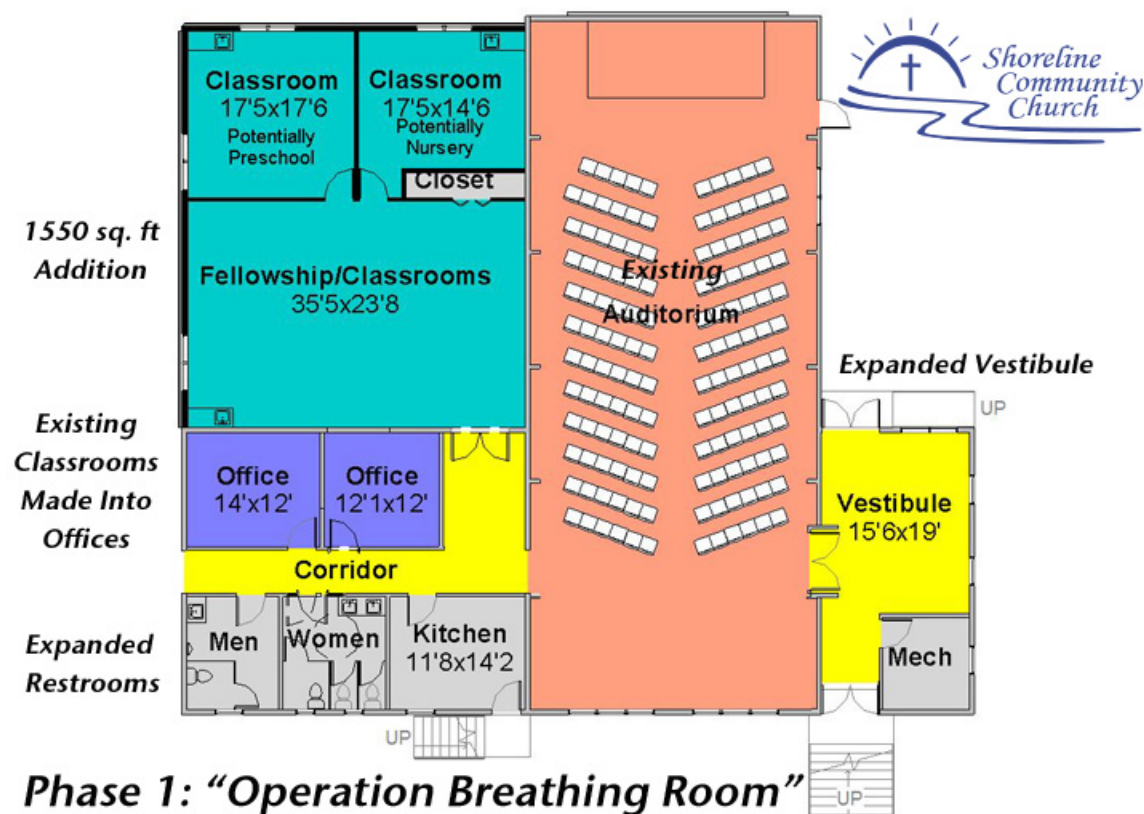 Shoreline
Community
Church
Classroom
17'5x17'6
Potentially
Preschool
Classroom
17'5x14'6
Potentially
Nursery
Closet
1550 sq. ft
Addition
Fellowship/Classrooms
35'5x23'8
Existing
Auditorium
Expanded Vestibule
UP
Existing
Classrooms
Made Into
Offices
Office
14'x12'
Office
12'1x12'
Vestibule
15'6x19'
Corridor
Expanded
Restrooms
Men
Women
Kitchen
11'8x14'2
Mech
UP
UP
Phase 1: “Operation Breathing Room”